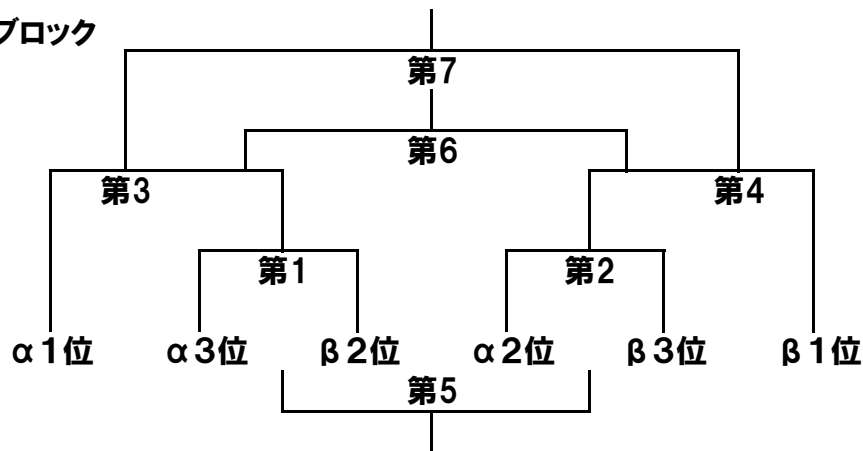 ブロック
第7
第6
第3
第4
第1
第2
α1位
α3位
β2位
α2位
β3位
β1位
第5